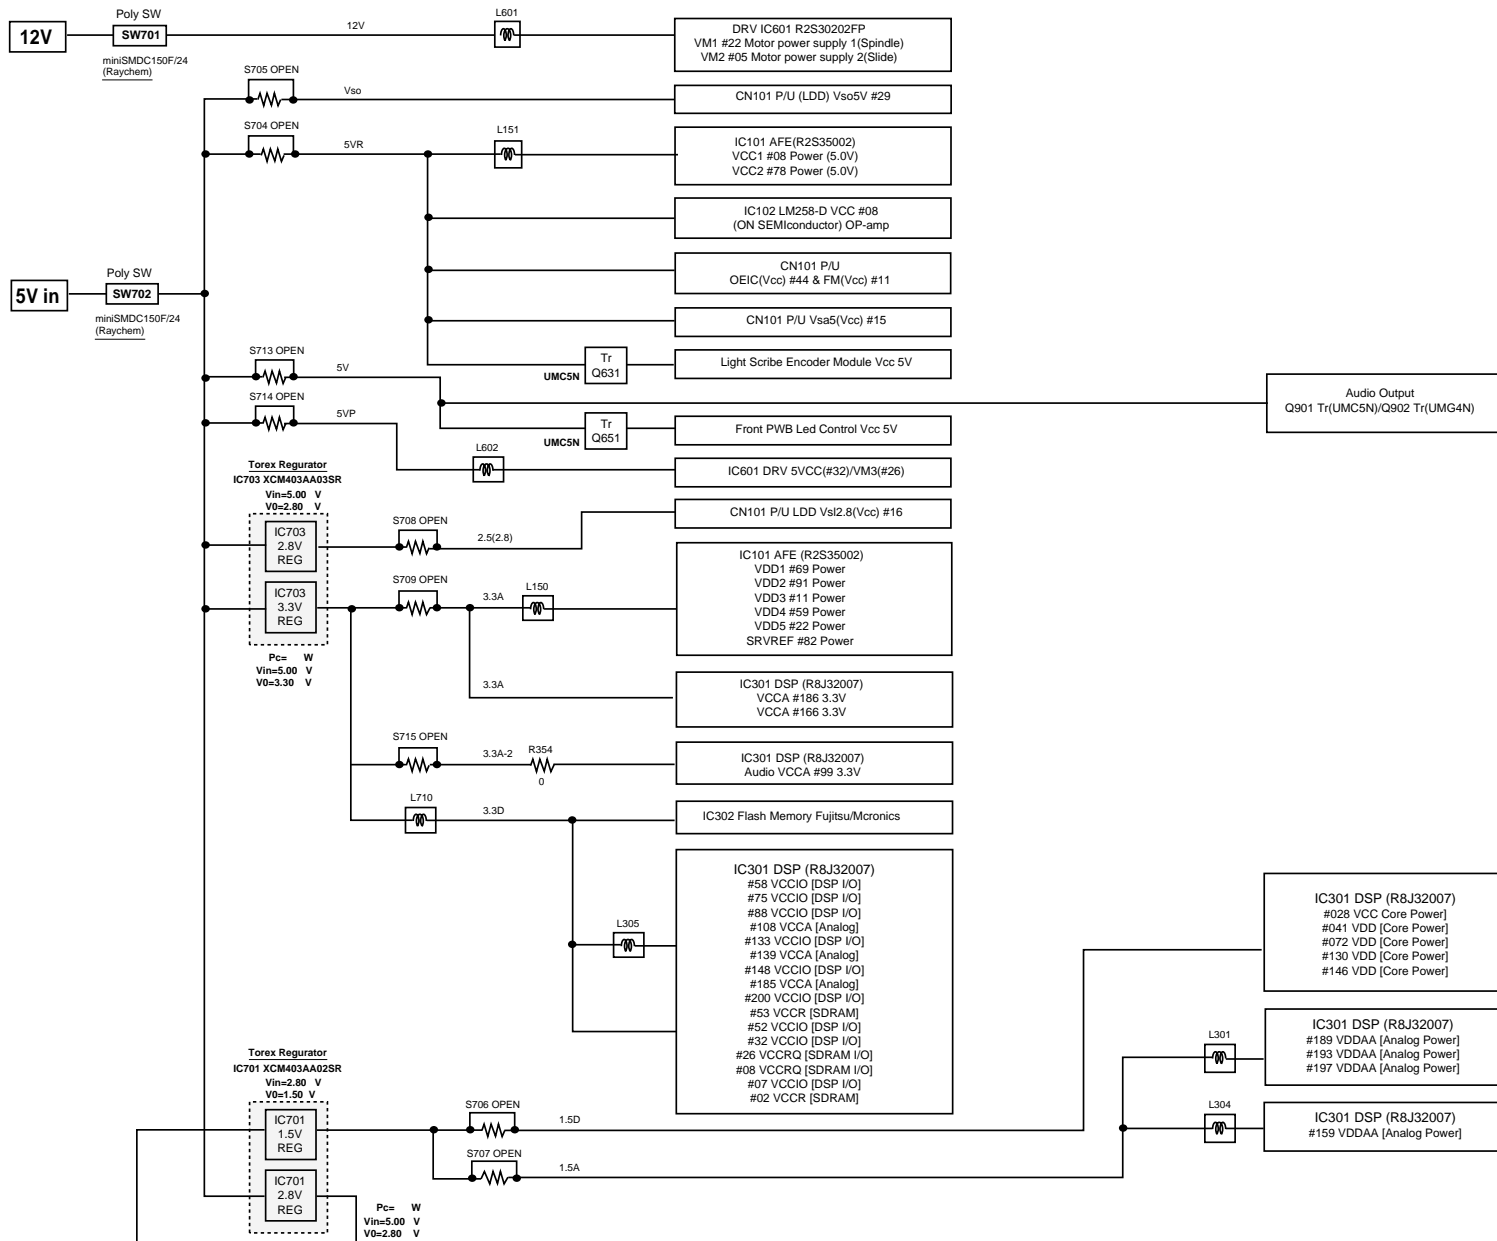 Poly SW
12V
SW701
miniSMDC150F/24
(Raychem)
12V
L601
DRV IC601 R2S30202FP
VM1 #22 Motor power supply 1(Spindle)
VM2 #05 Motor power supply 2(Slide)
S705 OPEN
Vso
CN101 P/U (LDD) Vso5V #29
S704 OPEN
5VR
L151
IC101 AFE(R2S35002)
VCC1 #08 Power (5.0V)
VCC2 #78 Power (5.0V)
IC102 LM258-D VCC #08
(ON SEMIconductor) OP-amp
CN101 P/U
OEIC(Vcc) #44 & FM(Vcc) #11
Poly SW
5V in
SW702
miniSMDC150F/24
(Raychem)
CN101 P/U Vsa5(Vcc) #15
S713 OPEN
5V
UMC5N
Tr
Q631
Light Scribe Encoder Module Vcc 5V
Audio Output
Q901 Tr(UMC5N)/Q902 Tr(UMG4N)
S714 OPEN
5VP
UMC5N
Tr
Q651
Front PWB Led Control Vcc 5V
L602
IC601 DRV 5VCC(#32)/VM3(#26)
Torex Regurator
IC703 XCM403AA03SR
Vin=5.00 V
V0=2.80 V
IC703
2.8V
REG
S708 OPEN
2.5(2.8)
CN101 P/U LDD Vsl2.8(Vcc) #16
IC703
3.3V
REG
S709 OPEN
3.3A
L150
IC101 AFE (R2S35002)
VDD1 #69 Power
VDD2 #91 Power
VDD3 #11 Power
VDD4 #59 Power
VDD5 #22 Power
SRVREF #82 Power
Pc= W
Vin=5.00 V
V0=3.30 V
3.3A
IC301 DSP (R8J32007)
VCCA #186 3.3V
VCCA #166 3.3V
S715 OPEN
3.3A-2
R354
0
IC301 DSP (R8J32007)
Audio VCCA #99 3.3V
L710
3.3D
IC302 Flash Memory Fujitsu/Mcronics
L305
IC301 DSP (R8J32007)
#58 VCCIO [DSP I/O]
#75 VCCIO [DSP I/O]
#88 VCCIO [DSP I/O]
#108 VCCA [Analog]
#133 VCCIO [DSP I/O]
#139 VCCA [Analog]
#148 VCCIO [DSP I/O]
#185 VCCA [Analog]
#200 VCCIO [DSP I/O]
#53 VCCR [SDRAM]
#52 VCCIO [DSP I/O]
#32 VCCIO [DSP I/O]
#26 VCCRQ [SDRAM I/O]
#08 VCCRQ [SDRAM I/O]
#07 VCCIO [DSP I/O]
#02 VCCR [SDRAM]
IC301 DSP (R8J32007)
#028 VCC Core Power]
#041 VDD [Core Power]
#072 VDD [Core Power]
#130 VDD [Core Power]
#146 VDD [Core Power]
L301
IC301 DSP (R8J32007)
#189 VDDAA [Analog Power]
#193 VDDAA [Analog Power]
#197 VDDAA [Analog Power]
Torex Regurator
IC701 XCM403AA02SR
Vin=2.80 V
V0=1.50 V
IC701
1.5V
REG
S706 OPEN
1.5D
L304
IC301 DSP (R8J32007)
#159 VDDAA [Analog Power]
S707 OPEN
1.5A
IC701
2.8V
REG
Pc= W
Vin=5.00 V
V0=2.80 V